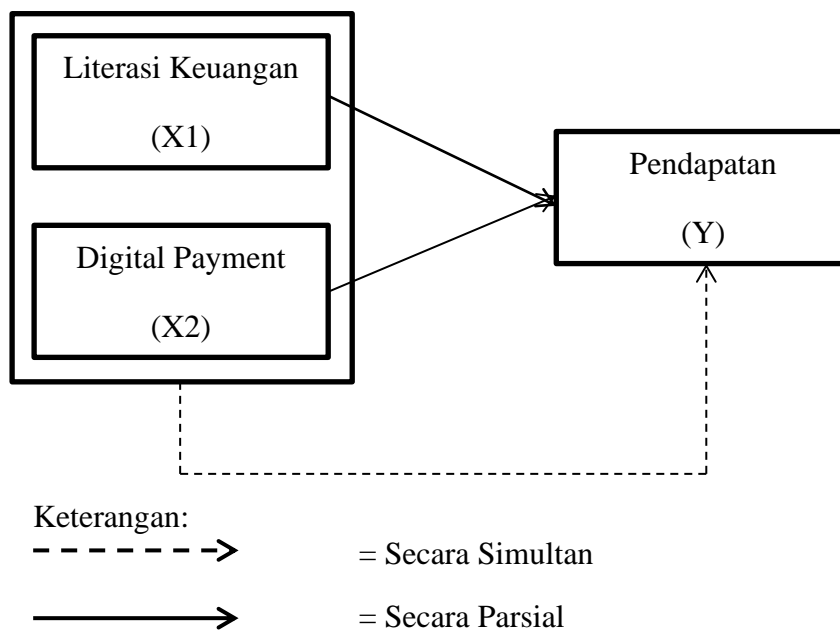 Literasi Keuangan
(X1)
Pendapatan
(Y)
Digital Payment
(X2)
Keterangan:
= Secara Simultan
= Secara Parsial